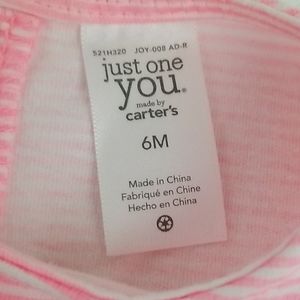 521H320 JOY-008 AD-R
just one
you.
made by
carter's
6M
Made in China
Fabriqué en Chine
Hecho en China